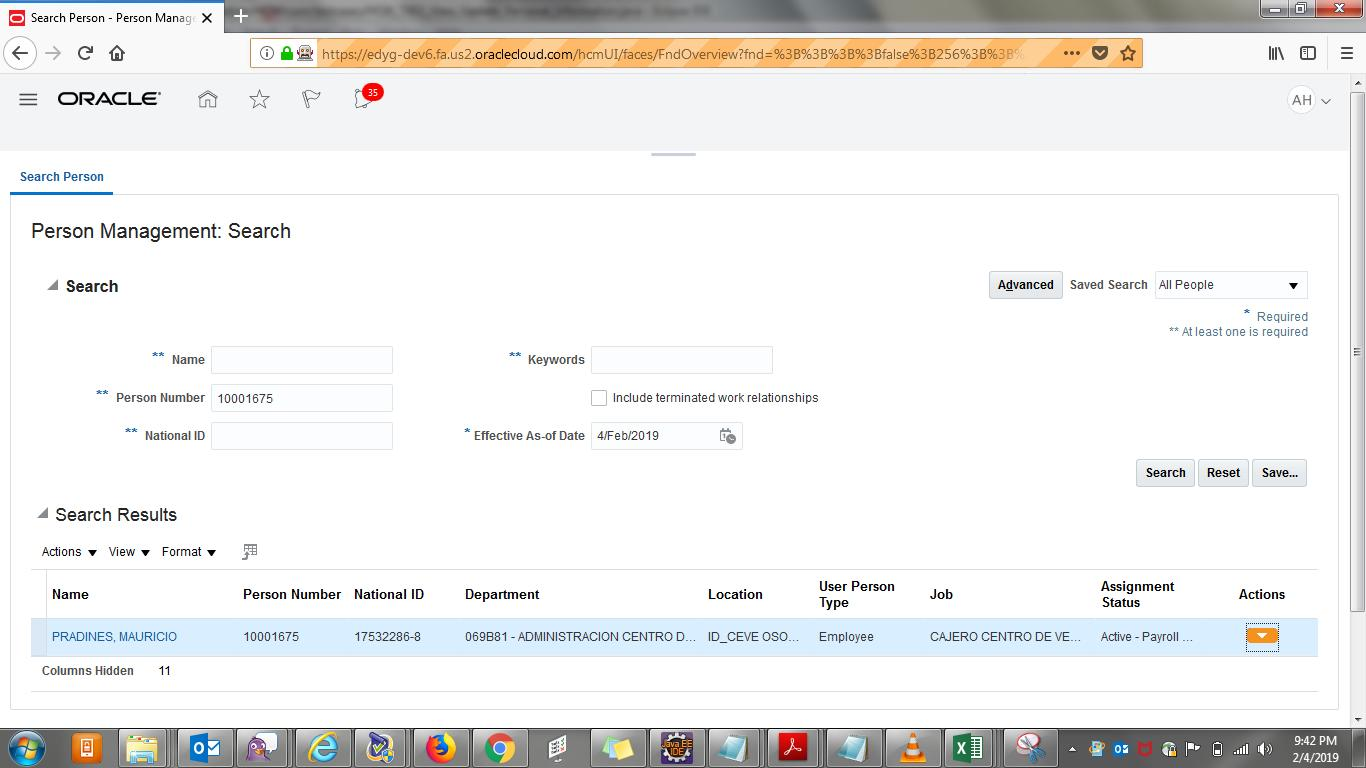 Search Person - Person Manage
https://edyg-dev6.fa.us2.oraclecloud.com/hcmUI/faces/FndOverview?fnd=%3B%3B%3B%3Bfalse%3B256%3B%3B%
ORACLE
35
AH
Search Person
Person Management: Search
Search
Advanced Saved Search All People
* Required
** At least one is required
** Name
** Keywords
** Person Number 10001675
Include terminated work relationships
** National ID
* Effective As-of Date 4/Feb/2019
Search Reset Save...
Search Results
Actions View Format
Name Person Number National ID Department Location User Person Type Job Assignment Status Actions
PRADINES, MAURICIO 10001675 17532286-8 069B81 - ADMINISTRACION CENTRO D... ID_CEVE OSO... Employee CAJERO CENTRO DE VE... Active - Payroll ...
Columns Hidden 11
Java EE
IDE
9:42 PM
2/4/2019